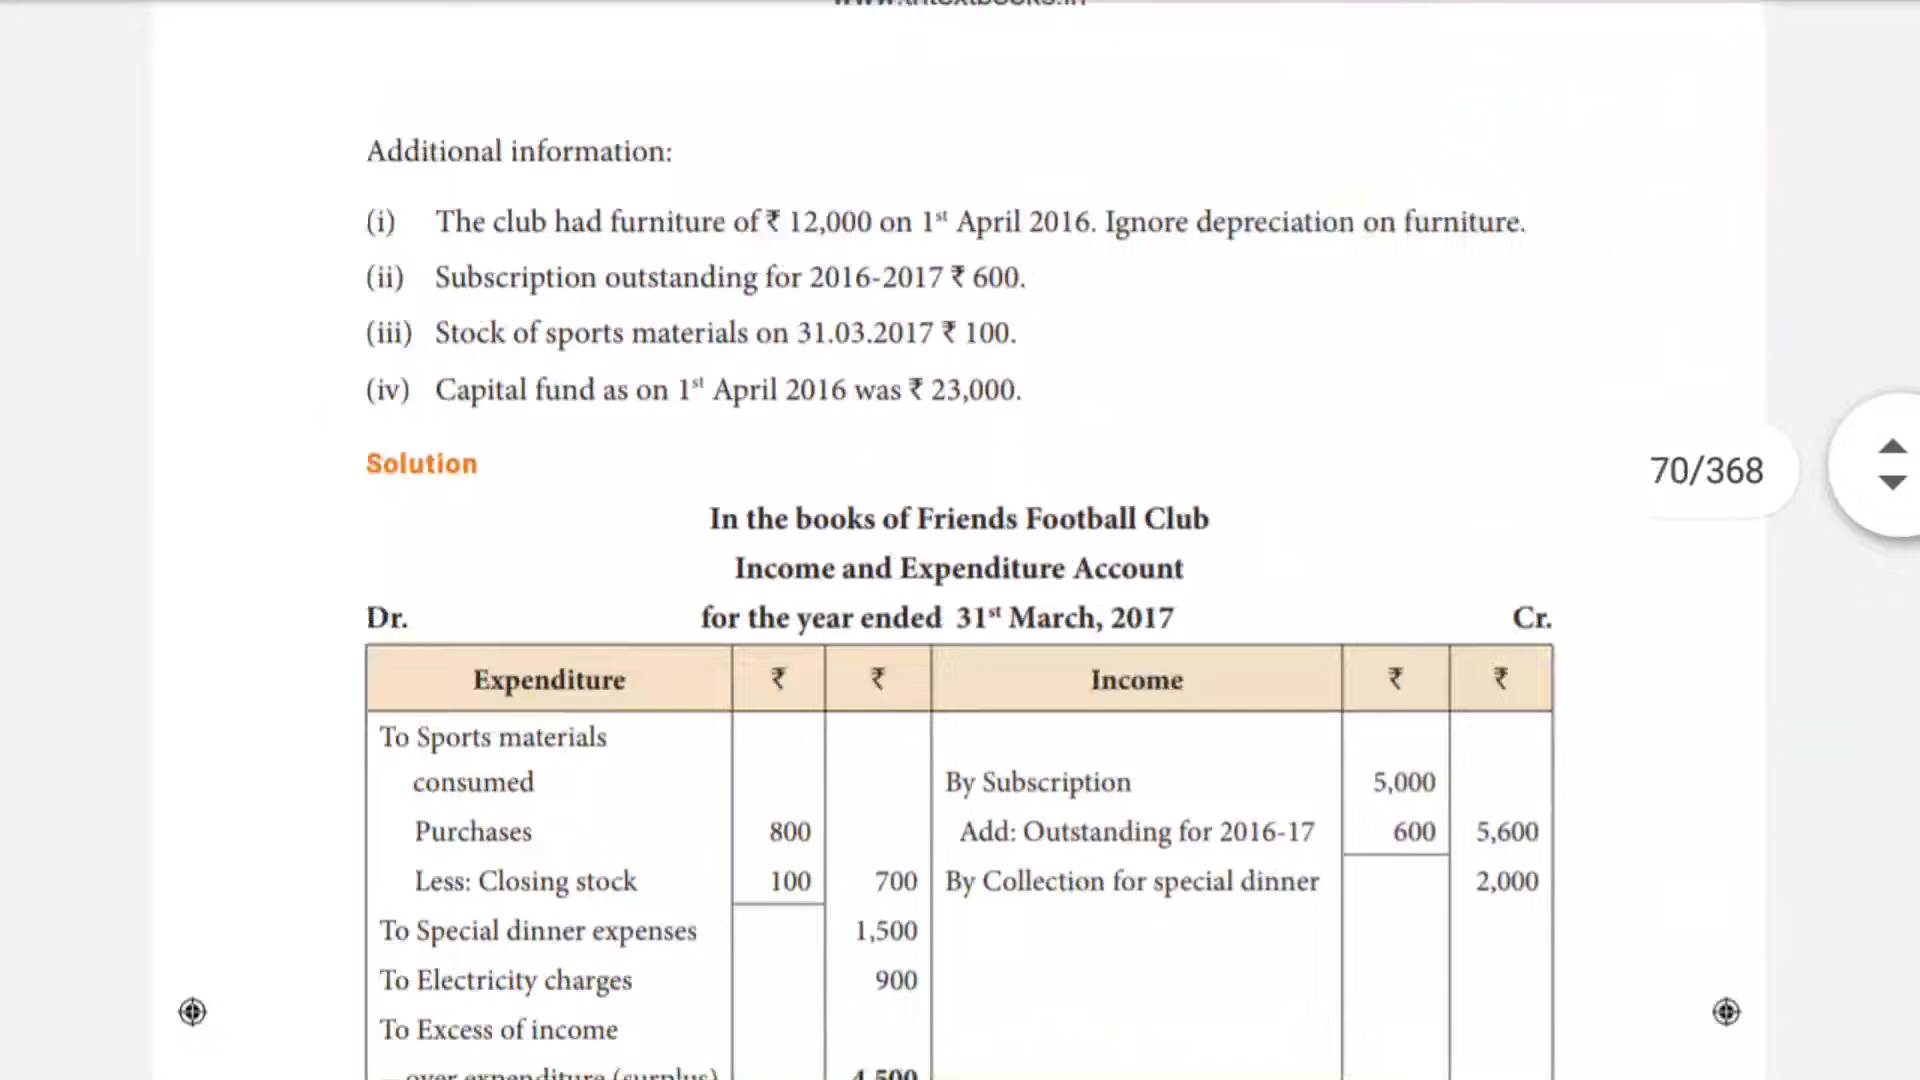 Additional information:
(i) The club had furniture of ₹ 12,000 on 1st April 2016. Ignore depreciation on furniture.
(ii) Subscription outstanding for 2016-2017 ₹ 600.
(iii) Stock of sports materials on 31.03.2017 ₹ 100.
(iv) Capital fund as on 1st April 2016 was ₹ 23,000.
Solution
70/368
In the books of Friends Football Club
Income and Expenditure Account
Dr. for the year ended 31st March, 2017 Cr.
Expenditure ₹ ₹ Income ₹ ₹
To Sports materials
consumed By Subscription 5,000
Purchases 800 Add: Outstanding for 2016-17 600 5,600
Less: Closing stock 100 700 By Collection for special dinner 2,000
To Special dinner expenses 1,500
To Electricity charges 900
To Excess of income
over expenditure (surplus) 4,500